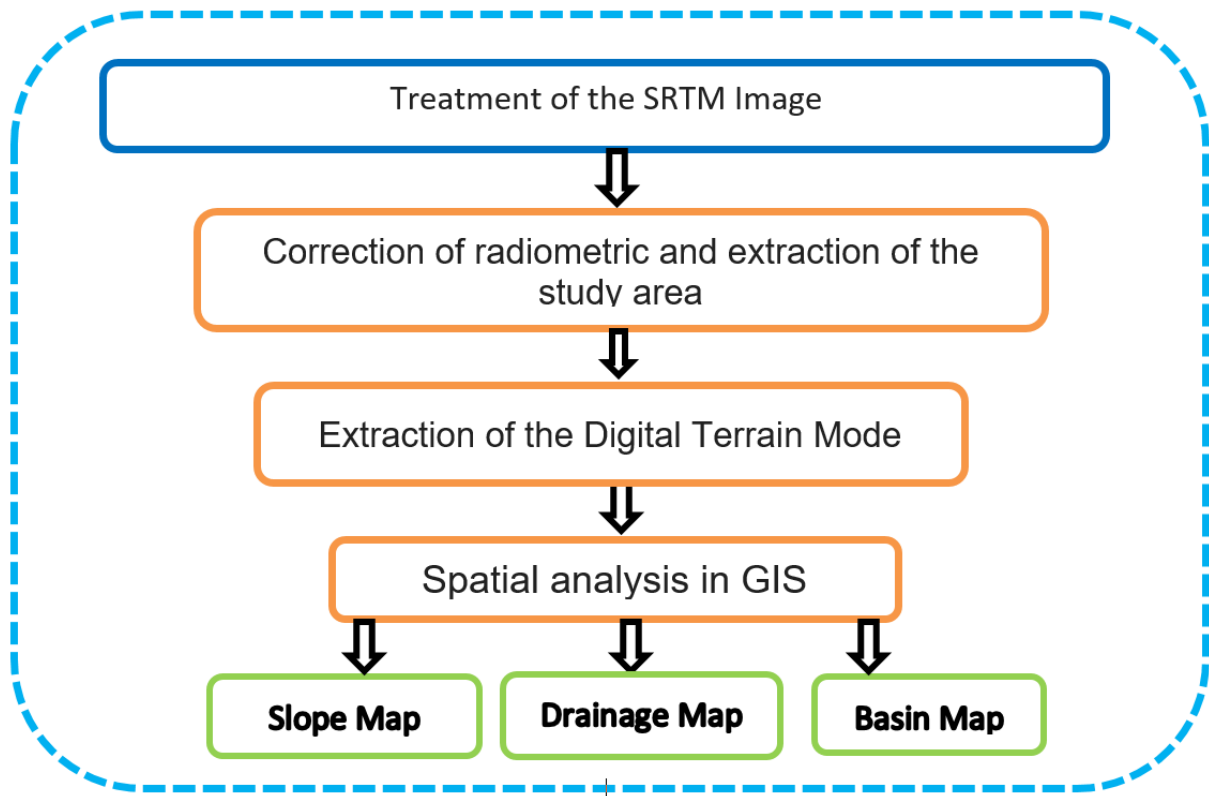 Treatment of the SRTM Image
Correction of radiometric and extraction of the
study area
Extraction of the Digital Terrain Mode
Spatial analysis in GIS
Slope Map
Drainage Map
Basin Map